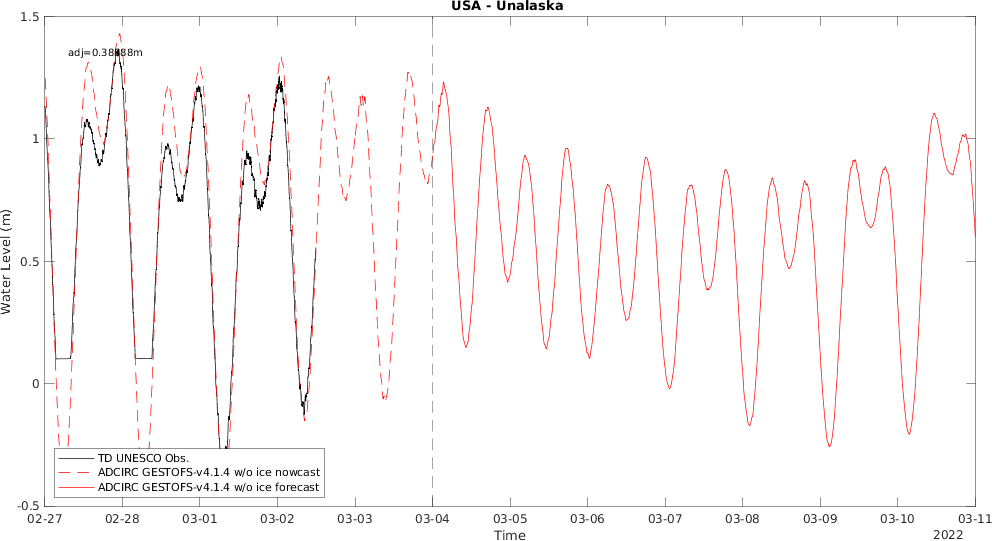 USA - Unalaska
1.5
1
0.5
0
-0.5
Water Level (m)
TD UNESCO Obs.
ADCIRC GESTOFS-v4.1.4 w/o ice nowcast
ADCIRC GESTOFS-v4.1.4 w/o ice forecast
02-27 02-28 03-01 03-02 03-03 03-04 03-05 03-06 03-07 03-08 03-09 03-10 03-11
Time
2022